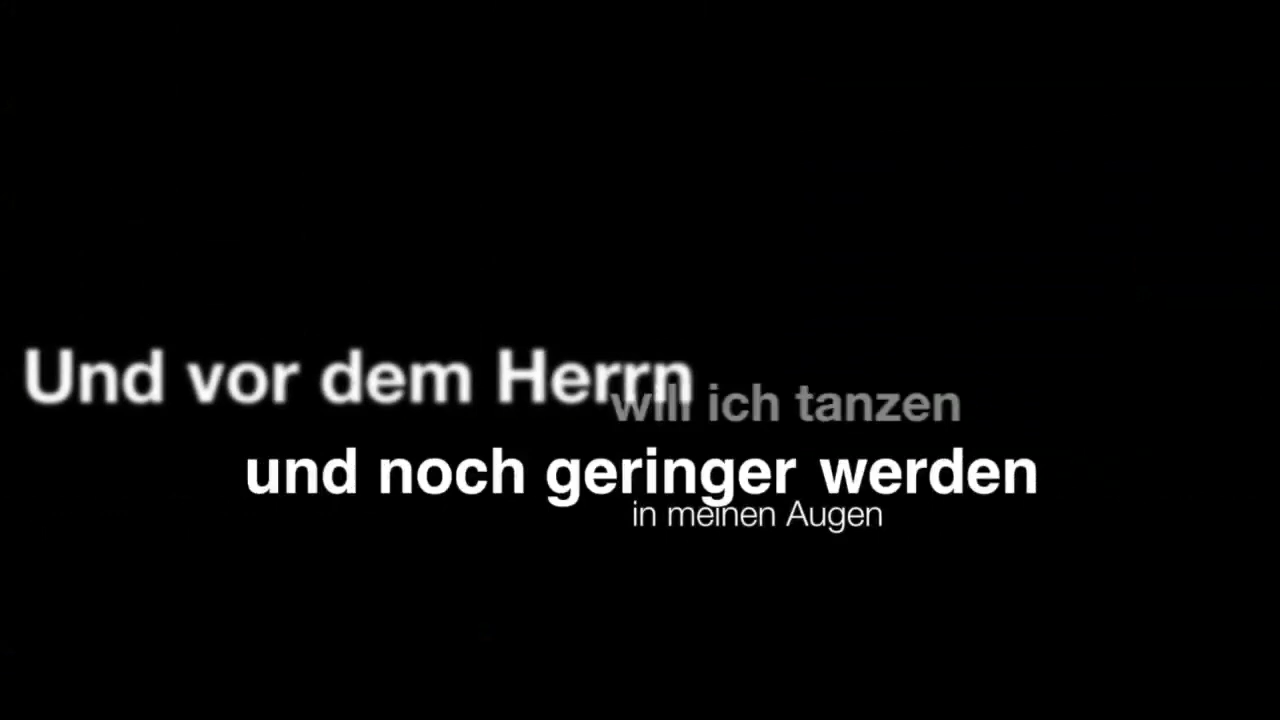 Und vor dem Herrn
will ich tanzen
und noch geringer werden
in meinen Augen